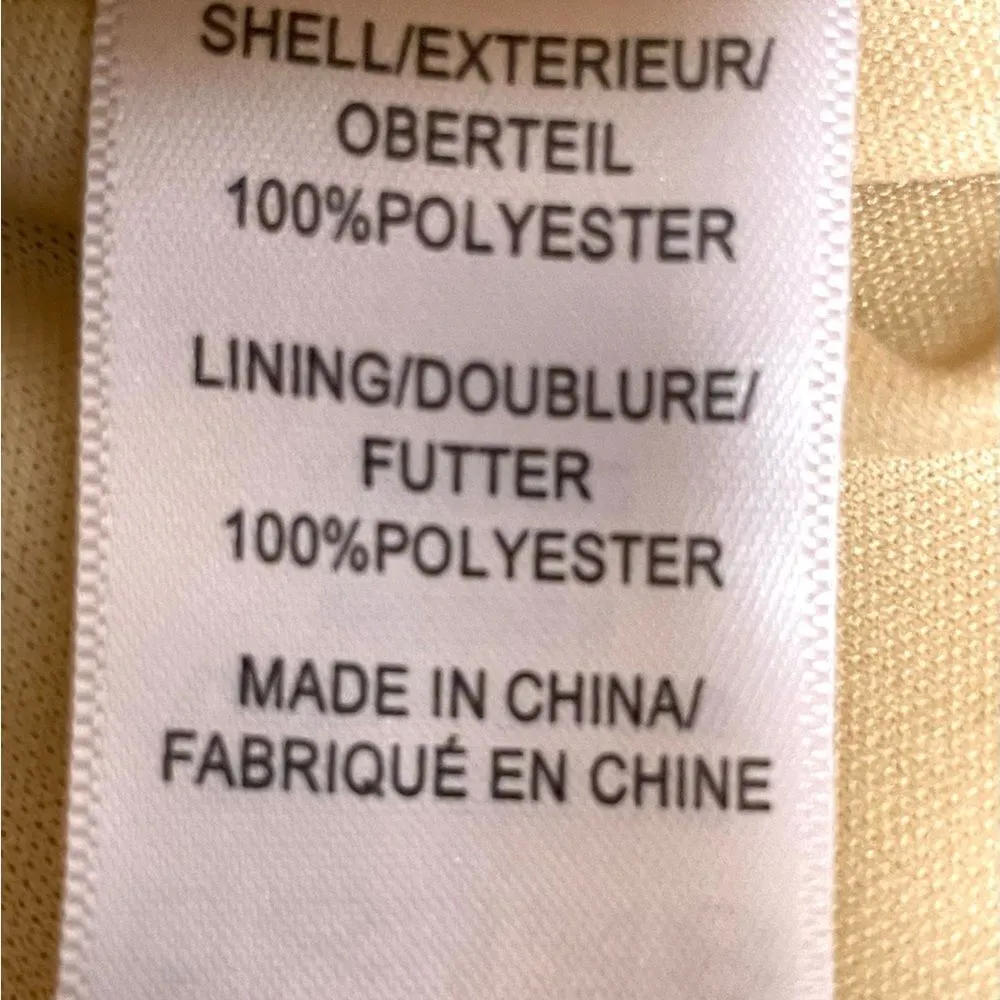 SHELL/EXTERIEUR/
OBERTEIL
100%POLYESTER
LINING/DOUBLURE/
FUTTER
100%POLYESTER
MADE IN CHINA/
FABRIQUÉ EN CHINE